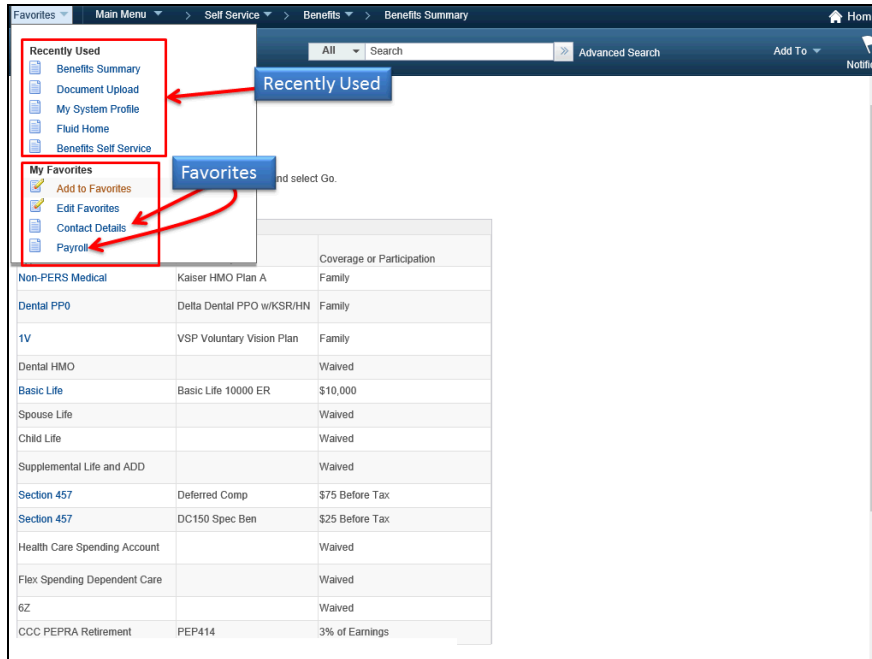 Favorites Main Menu > Self Service > Benefits > Benefits Summary Hom
All Search >> Advanced Search Add To
Notifi
Recently Used
Benefits Summary
Document Upload
My System Profile
Fluid Home
Benefits Self Service
Recently Used
My Favorites
Add to Favorites
Edit Favorites
Contact Details
Payroll
Favorites
nd select Go.
Coverage or Participation
Non-PERS Medical Kaiser HMO Plan A Family
Dental PP0 Delta Dental PPO w/KSR/HN Family
1V VSP Voluntary Vision Plan Family
Dental HMO Waived
Basic Life Basic Life 10000 ER $10,000
Spouse Life Waived
Child Life Waived
Supplemental Life and ADD Waived
Section 457 Deferred Comp $75 Before Tax
Section 457 DC150 Spec Ben $25 Before Tax
Health Care Spending Account Waived
Flex Spending Dependent Care Waived
6Z Waived
CCC PEPRA Retirement PEP414 3% of Earnings